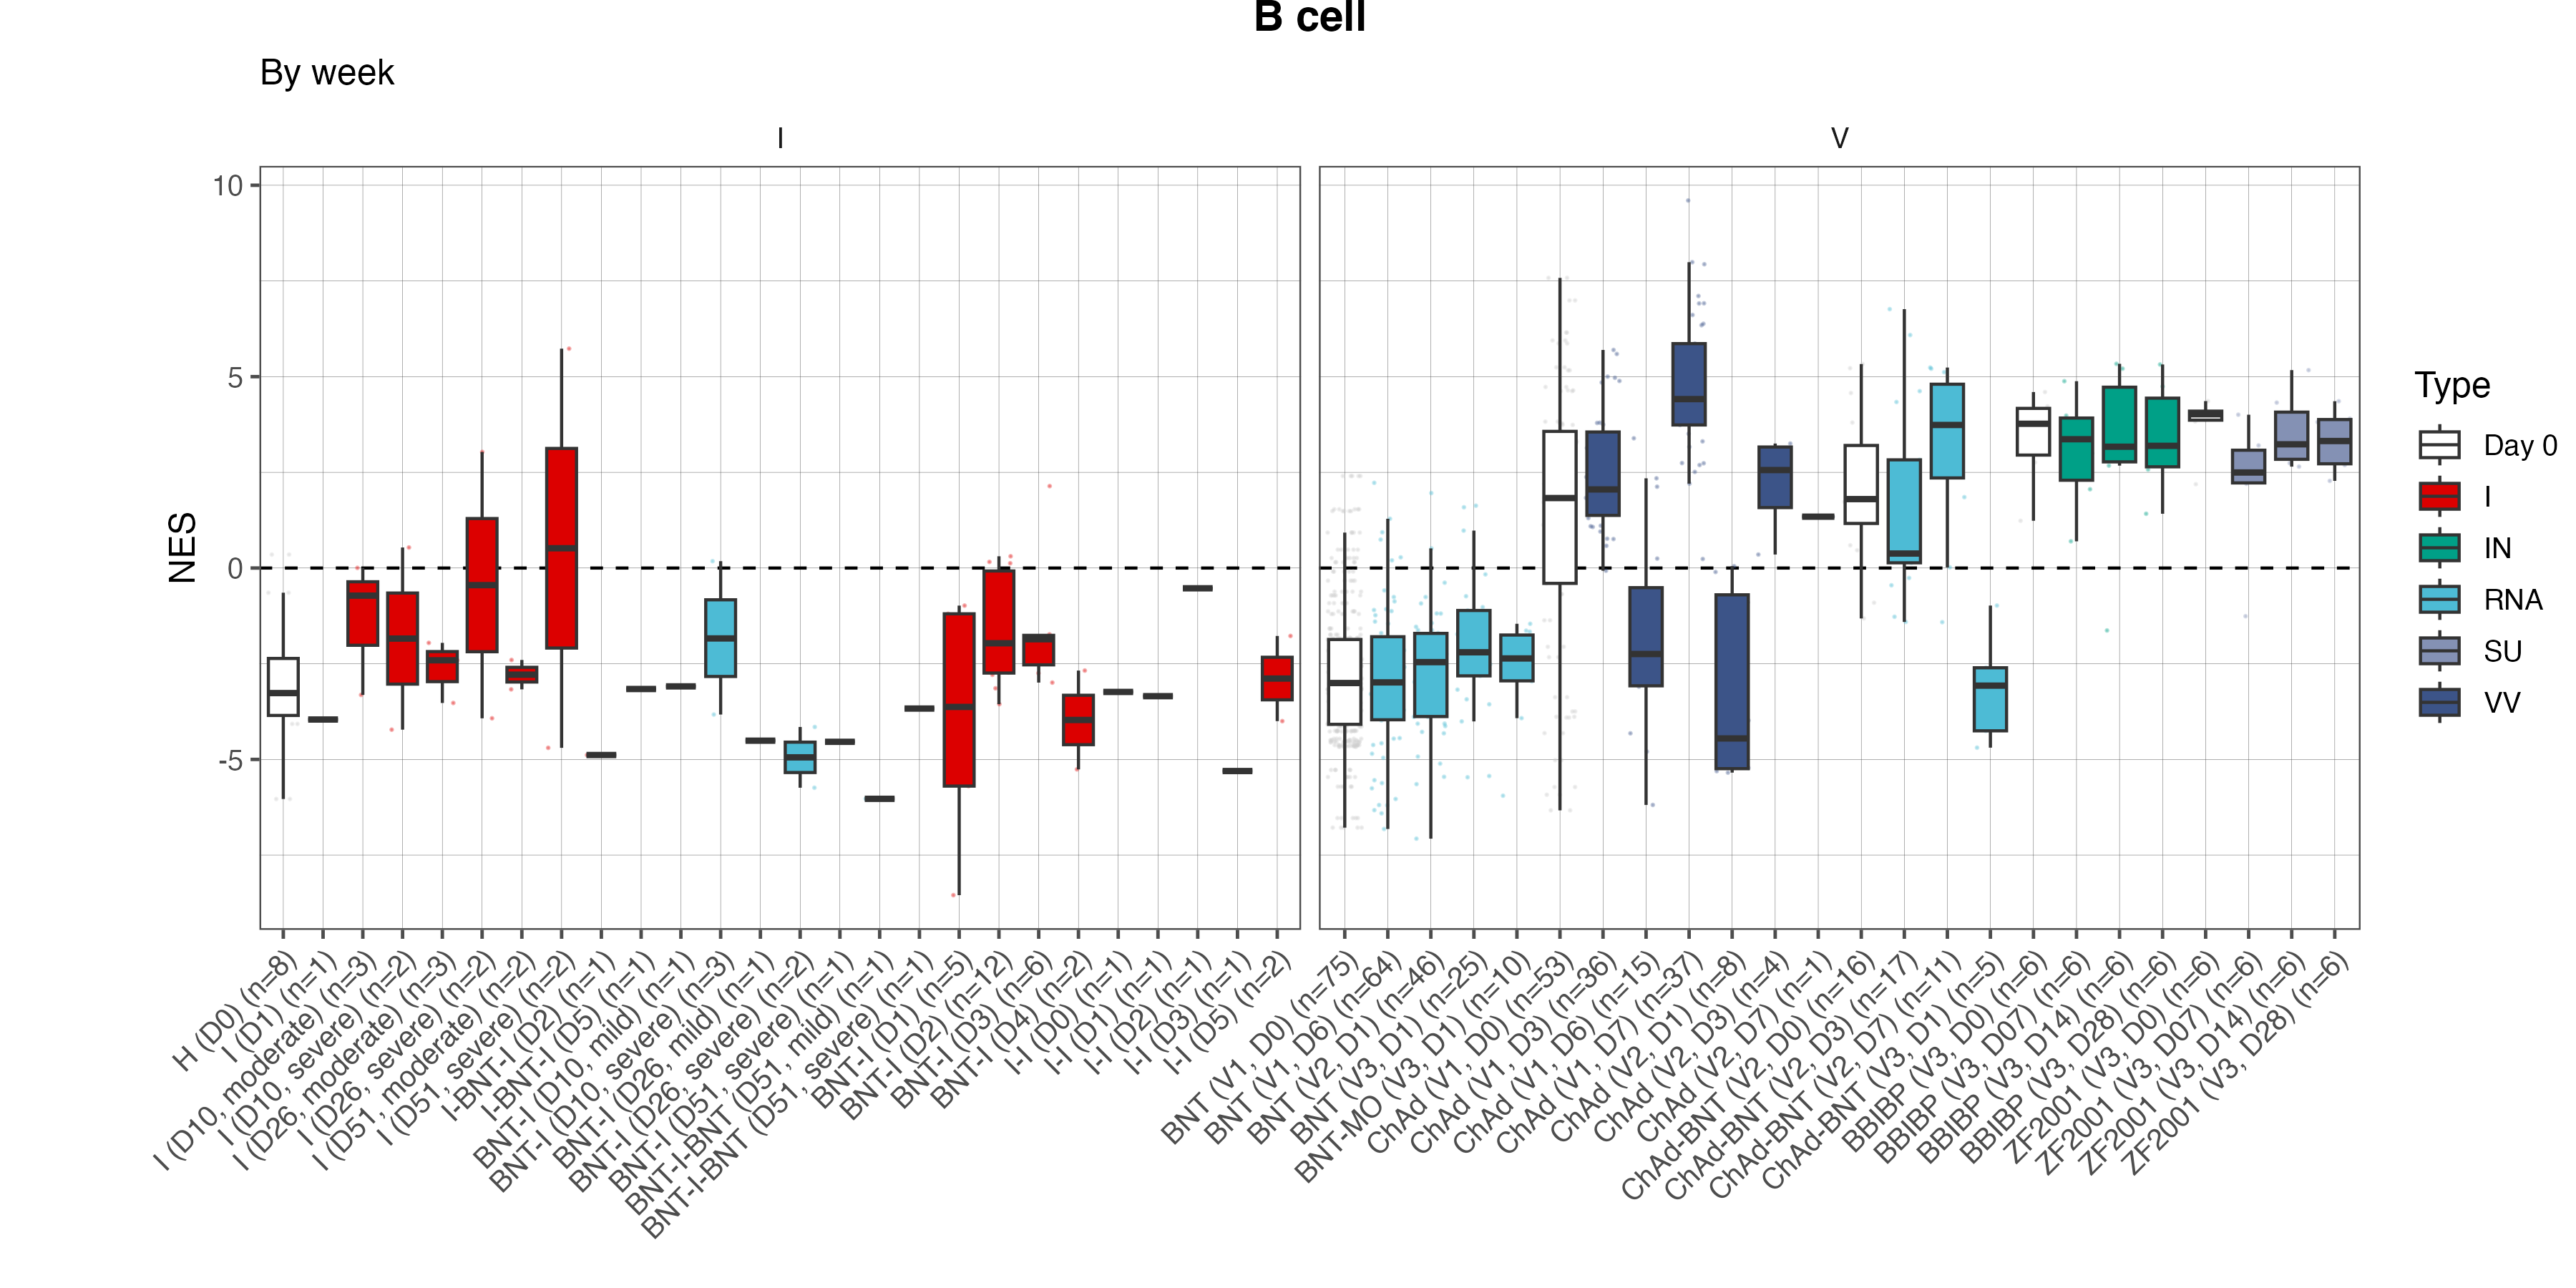 B cell
By week
I
V
10
5
0
-5
NES
H (D0) (n=8)
I (D1) (n=1)
I (D10, moderate) (n=3)
I (D10, severe) (n=2)
I (D26, moderate) (n=3)
I (D26, severe) (n=2)
I (D51, moderate) (n=2)
I (D51, severe) (n=2)
I-BNT-I (D2) (n=1)
I-BNT-I (D5) (n=1)
BNT-I (D10, mild) (n=1)
BNT-I (D10, severe) (n=3)
BNT-I (D26, mild) (n=1)
BNT-I (D26, severe) (n=2)
BNT-I (D51, severe) (n=1)
BNT-I-BNT (D51, mild) (n=1)
BNT-I-BNT (D51, severe) (n=1)
BNT-I (D1) (n=5)
BNT-I (D2) (n=12)
BNT-I (D3) (n=6)
BNT-I (D4) (n=2)
I-I (D0) (n=1)
I-I (D1) (n=1)
I-I (D2) (n=1)
I-I (D3) (n=1)
I-I (D5) (n=2)
BNT (V1, D0) (n=75)
BNT (V1, D6) (n=64)
BNT (V2, D1) (n=46)
BNT (V3, D1) (n=25)
BNT-MO (V3, D1) (n=10)
ChAd (V1, D0) (n=53)
ChAd (V1, D3) (n=36)
ChAd (V1, D6) (n=15)
ChAd (V1, D7) (n=37)
ChAd (V2, D1) (n=8)
ChAd (V2, D3) (n=4)
ChAd (V2, D7) (n=1)
ChAd-BNT (V2, D0) (n=16)
ChAd-BNT (V2, D3) (n=17)
ChAd-BNT (V2, D7) (n=11)
ChAd-BNT (V3, D1) (n=5)
BBIBP (V3, D0) (n=6)
BBIBP (V3, D07) (n=6)
BBIBP (V3, D14) (n=6)
BBIBP (V3, D28) (n=6)
ZF2001 (V3, D0) (n=6)
ZF2001 (V3, D07) (n=6)
ZF2001 (V3, D14) (n=6)
ZF2001 (V3, D28) (n=6)
Type
Day 0
I
IN
RNA
SU
VV